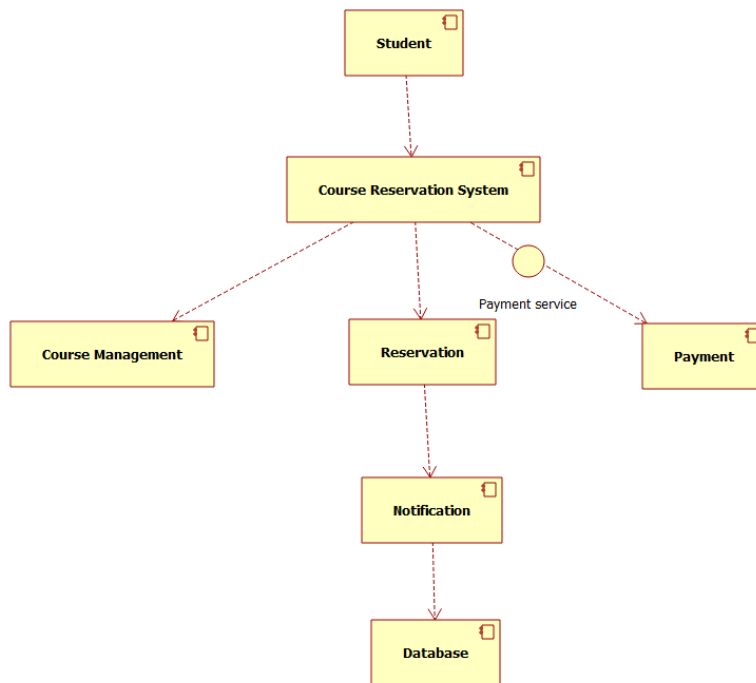 Student
Course Reservation System
Payment service
Course Management
Reservation
Payment
Notification
Database